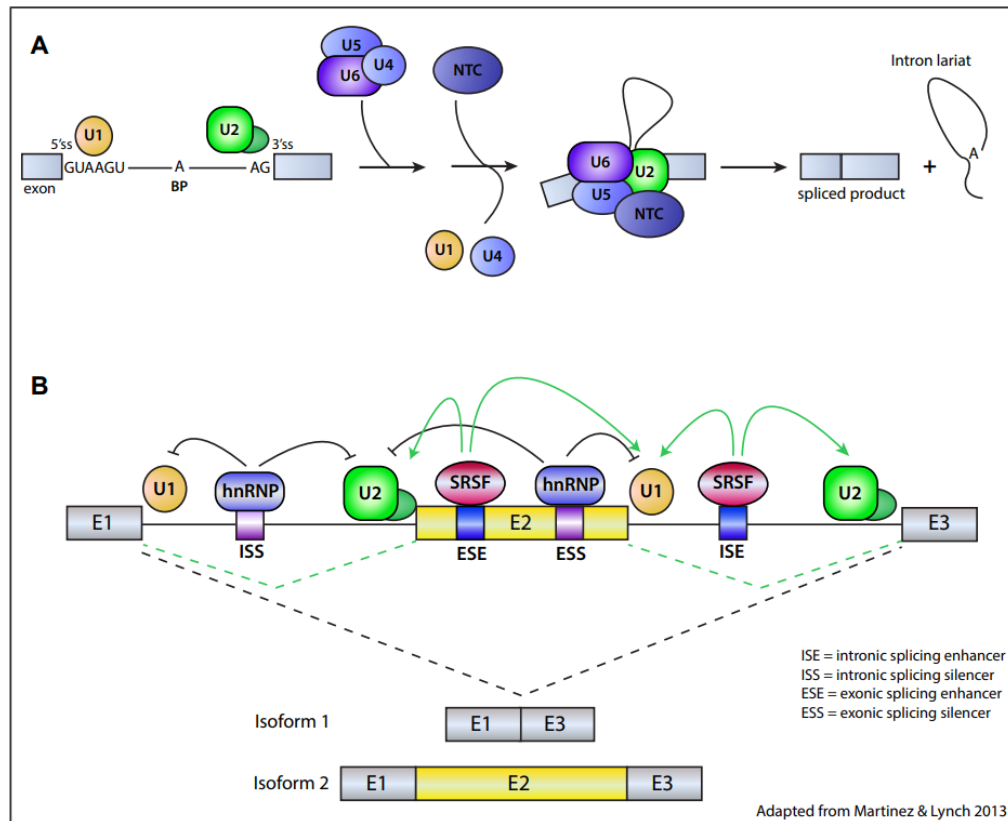 A
U5
U4
U6
NTC
Intron lariat
U1
U2
5'ss
3'ss
GUAAGU
A
AG
BP
exon
U1
U4
U6
U2
U5
NTC
spliced product
+
A
B
U1
hnRNP
U2
SRSF
hnRNP
U1
SRSF
U2
E1
E2
E3
ISS
ESE
ESS
ISE
ISE = intronic splicing enhancer
ISS = intronic splicing silencer
ESE = exonic splicing enhancer
ESS = exonic splicing silencer
Isoform 1
E1
E3
Isoform 2
E1
E2
E3
Adapted from Martinez & Lynch 2013